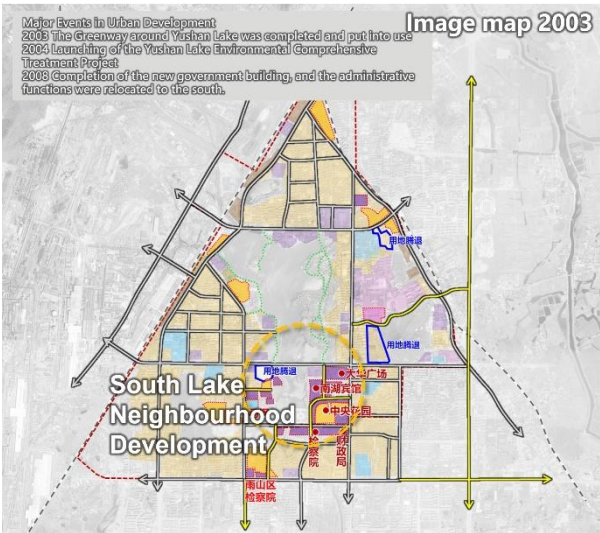 Major Events in Urban Development
2003 The Greenway around Yushan Lake was completed and put into use
2004 Launching of the Yushan Lake Environmental Comprehensive
Treatment Project
2008 Completion of the new government building, and the administrative
functions were relocated to the south.
Image map 2003
用地腾退
用地腾退
用地腾退
大华广场
南湖宾馆
中央花园
South Lake
Neighbourhood
Development
检察院
财政局
雨山区
检察院